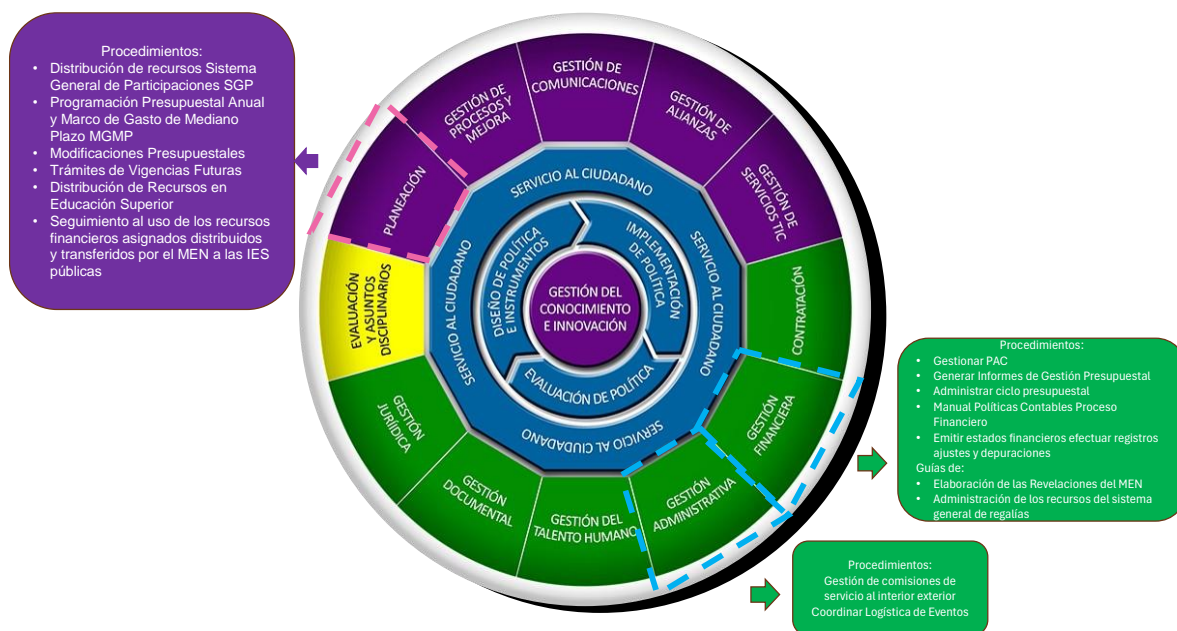 Procedimientos:
• Distribución de recursos Sistema
General de Participaciones SGP
• Programación Presupuestal Anual
y Marco de Gasto de Mediano
Plazo MGMP
• Modificaciones Presupuestales
• Trámites de Vigencias Futuras
• Distribución de Recursos en
Educación Superior
• Seguimiento al uso de los recursos
financieros asignados distribuidos
y transferidos por el MEN a las IES
públicas
PLANEACIÓN
GESTIÓN DE
PROCESOS Y
MEJORA
GESTIÓN DE
COMUNICACIONES
GESTIÓN DE
ALIANZAS
GESTIÓN DE
SERVICIOS TIC
CONTRATACIÓN
GESTIÓN
FINANCIERA
GESTIÓN
ADMINISTRATIVA
GESTIÓN DEL
TALENTO HUMANO
GESTIÓN
DOCUMENTAL
GESTIÓN
JURÍDICA
EVALUACIÓN
Y ASUNTOS
DISCIPLINARIOS
SERVICIO AL CIUDADANO
SERVICIO AL CIUDADANO
SERVICIO AL CIUDADANO
SERVICIO AL CIUDADANO
DISEÑO DE POLÍTICA
E INSTRUMENTOS
IMPLEMENTACIÓN
DE POLÍTICA
EVALUACIÓN DE POLÍTICA
GESTIÓN DEL
CONOCIMIENTO
E INNOVACIÓN
Procedimientos:
• Gestionar PAC
• Generar Informes de Gestión Presupuestal
• Administrar ciclo presupuestal
• Manual Políticas Contables Proceso
Financiero
• Emitir estados financieros efectuar registros
ajustes y depuraciones
Guías de:
• Elaboración de las Revelaciones del MEN
• Administración de los recursos del sistema
general de regalías
Procedimientos:
Gestión de comisiones de
servicio al interior exterior
Coordinar Logística de Eventos